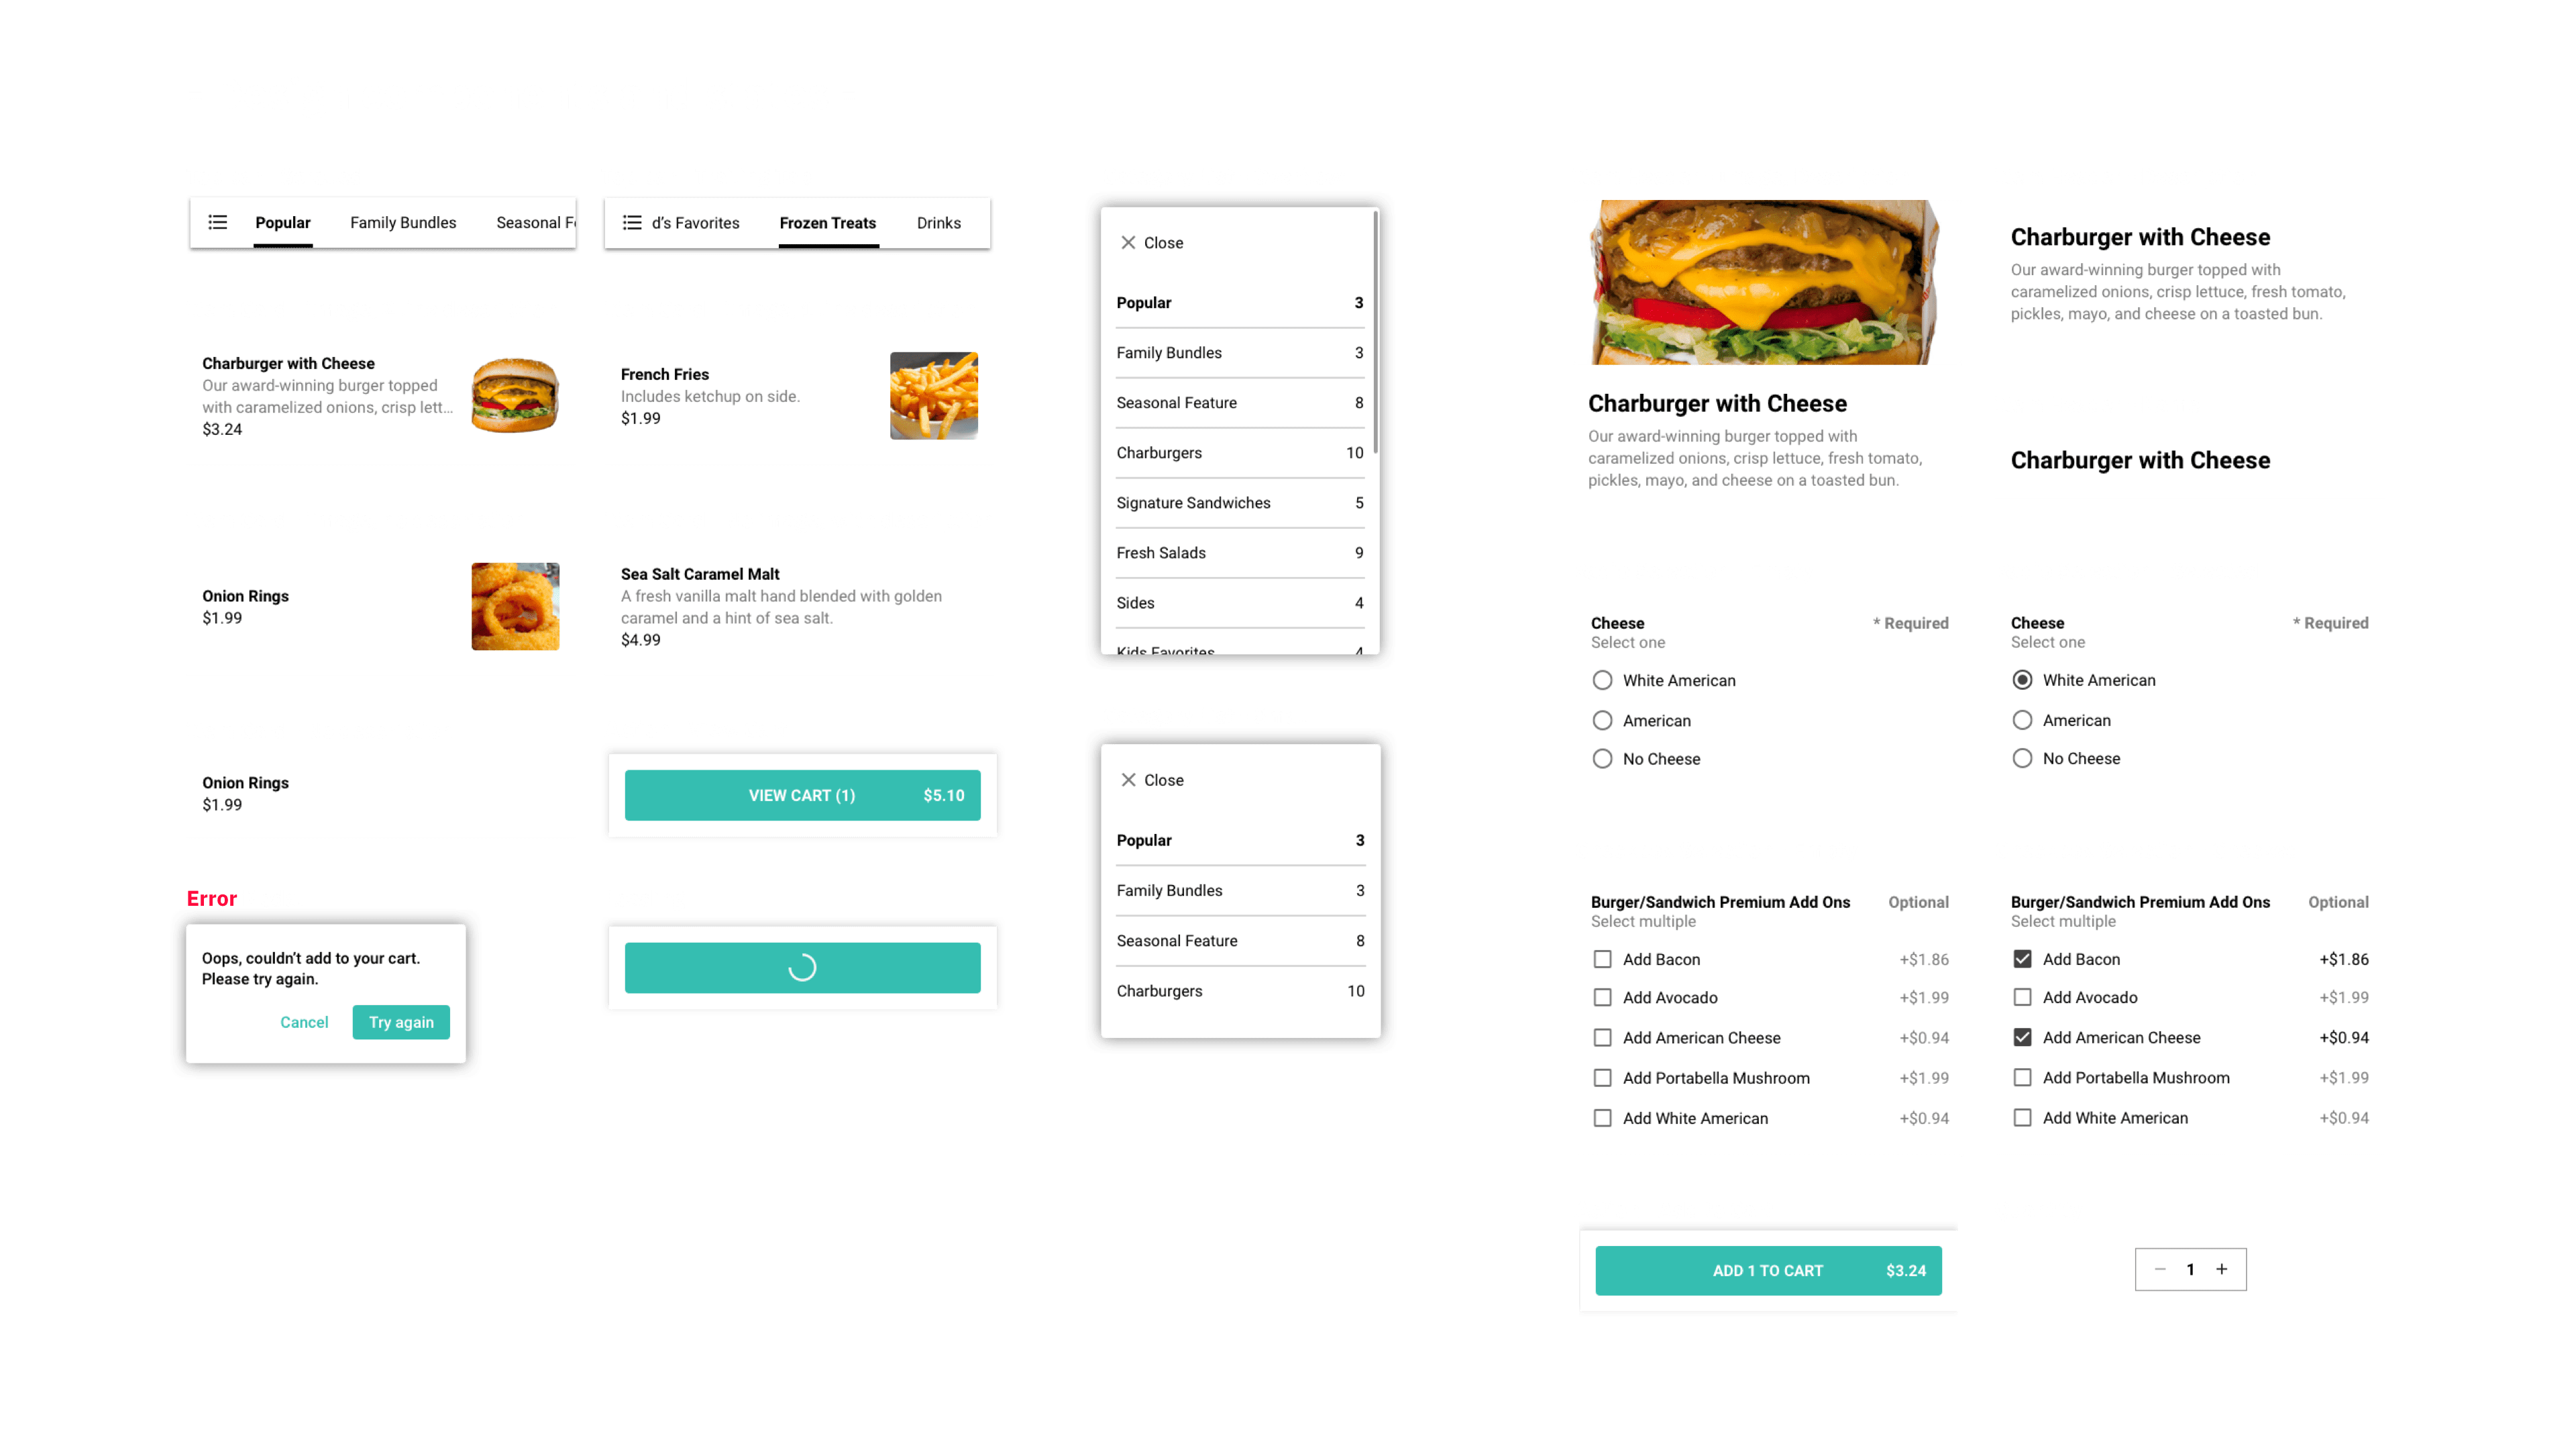 Popular Family Bundles Seasonal F
Charburger with Cheese
Our award-winning burger topped
with caramelized onions, crisp lett...
$3.24
Onion Rings
$1.99
Onion Rings
$1.99
Error
Oops, couldn’t add to your cart.
Please try again.
Cancel Try again
d’s Favorites Frozen Treats Drinks
French Fries
Includes ketchup on side.
$1.99
Sea Salt Caramel Malt
A fresh vanilla malt hand blended with golden
caramel and a hint of sea salt.
$4.99
VIEW CART (1) $5.10
Close
Popular 3
Family Bundles 3
Seasonal Feature 8
Charburgers 10
Signature Sandwiches 5
Fresh Salads 9
Sides 4
Kids Favorites 4
Close
Popular 3
Family Bundles 3
Seasonal Feature 8
Charburgers 10
Charburger with Cheese
Our award-winning burger topped with
caramelized onions, crisp lettuce, fresh tomato,
pickles, mayo, and cheese on a toasted bun.
Cheese * Required
Select one
White American
American
No Cheese
Burger/Sandwich Premium Add Ons Optional
Select multiple
Add Bacon +$1.86
Add Avocado +$1.99
Add American Cheese +$0.94
Add Portabella Mushroom +$1.99
Add White American +$0.94
ADD 1 TO CART $3.24
Charburger with Cheese
Our award-winning burger topped with
caramelized onions, crisp lettuce, fresh tomato,
pickles, mayo, and cheese on a toasted bun.
Charburger with Cheese
Cheese * Required
Select one
White American
American
No Cheese
Burger/Sandwich Premium Add Ons Optional
Select multiple
Add Bacon +$1.86
Add Avocado +$1.99
Add American Cheese +$0.94
Add Portabella Mushroom +$1.99
Add White American +$0.94
− 1 +